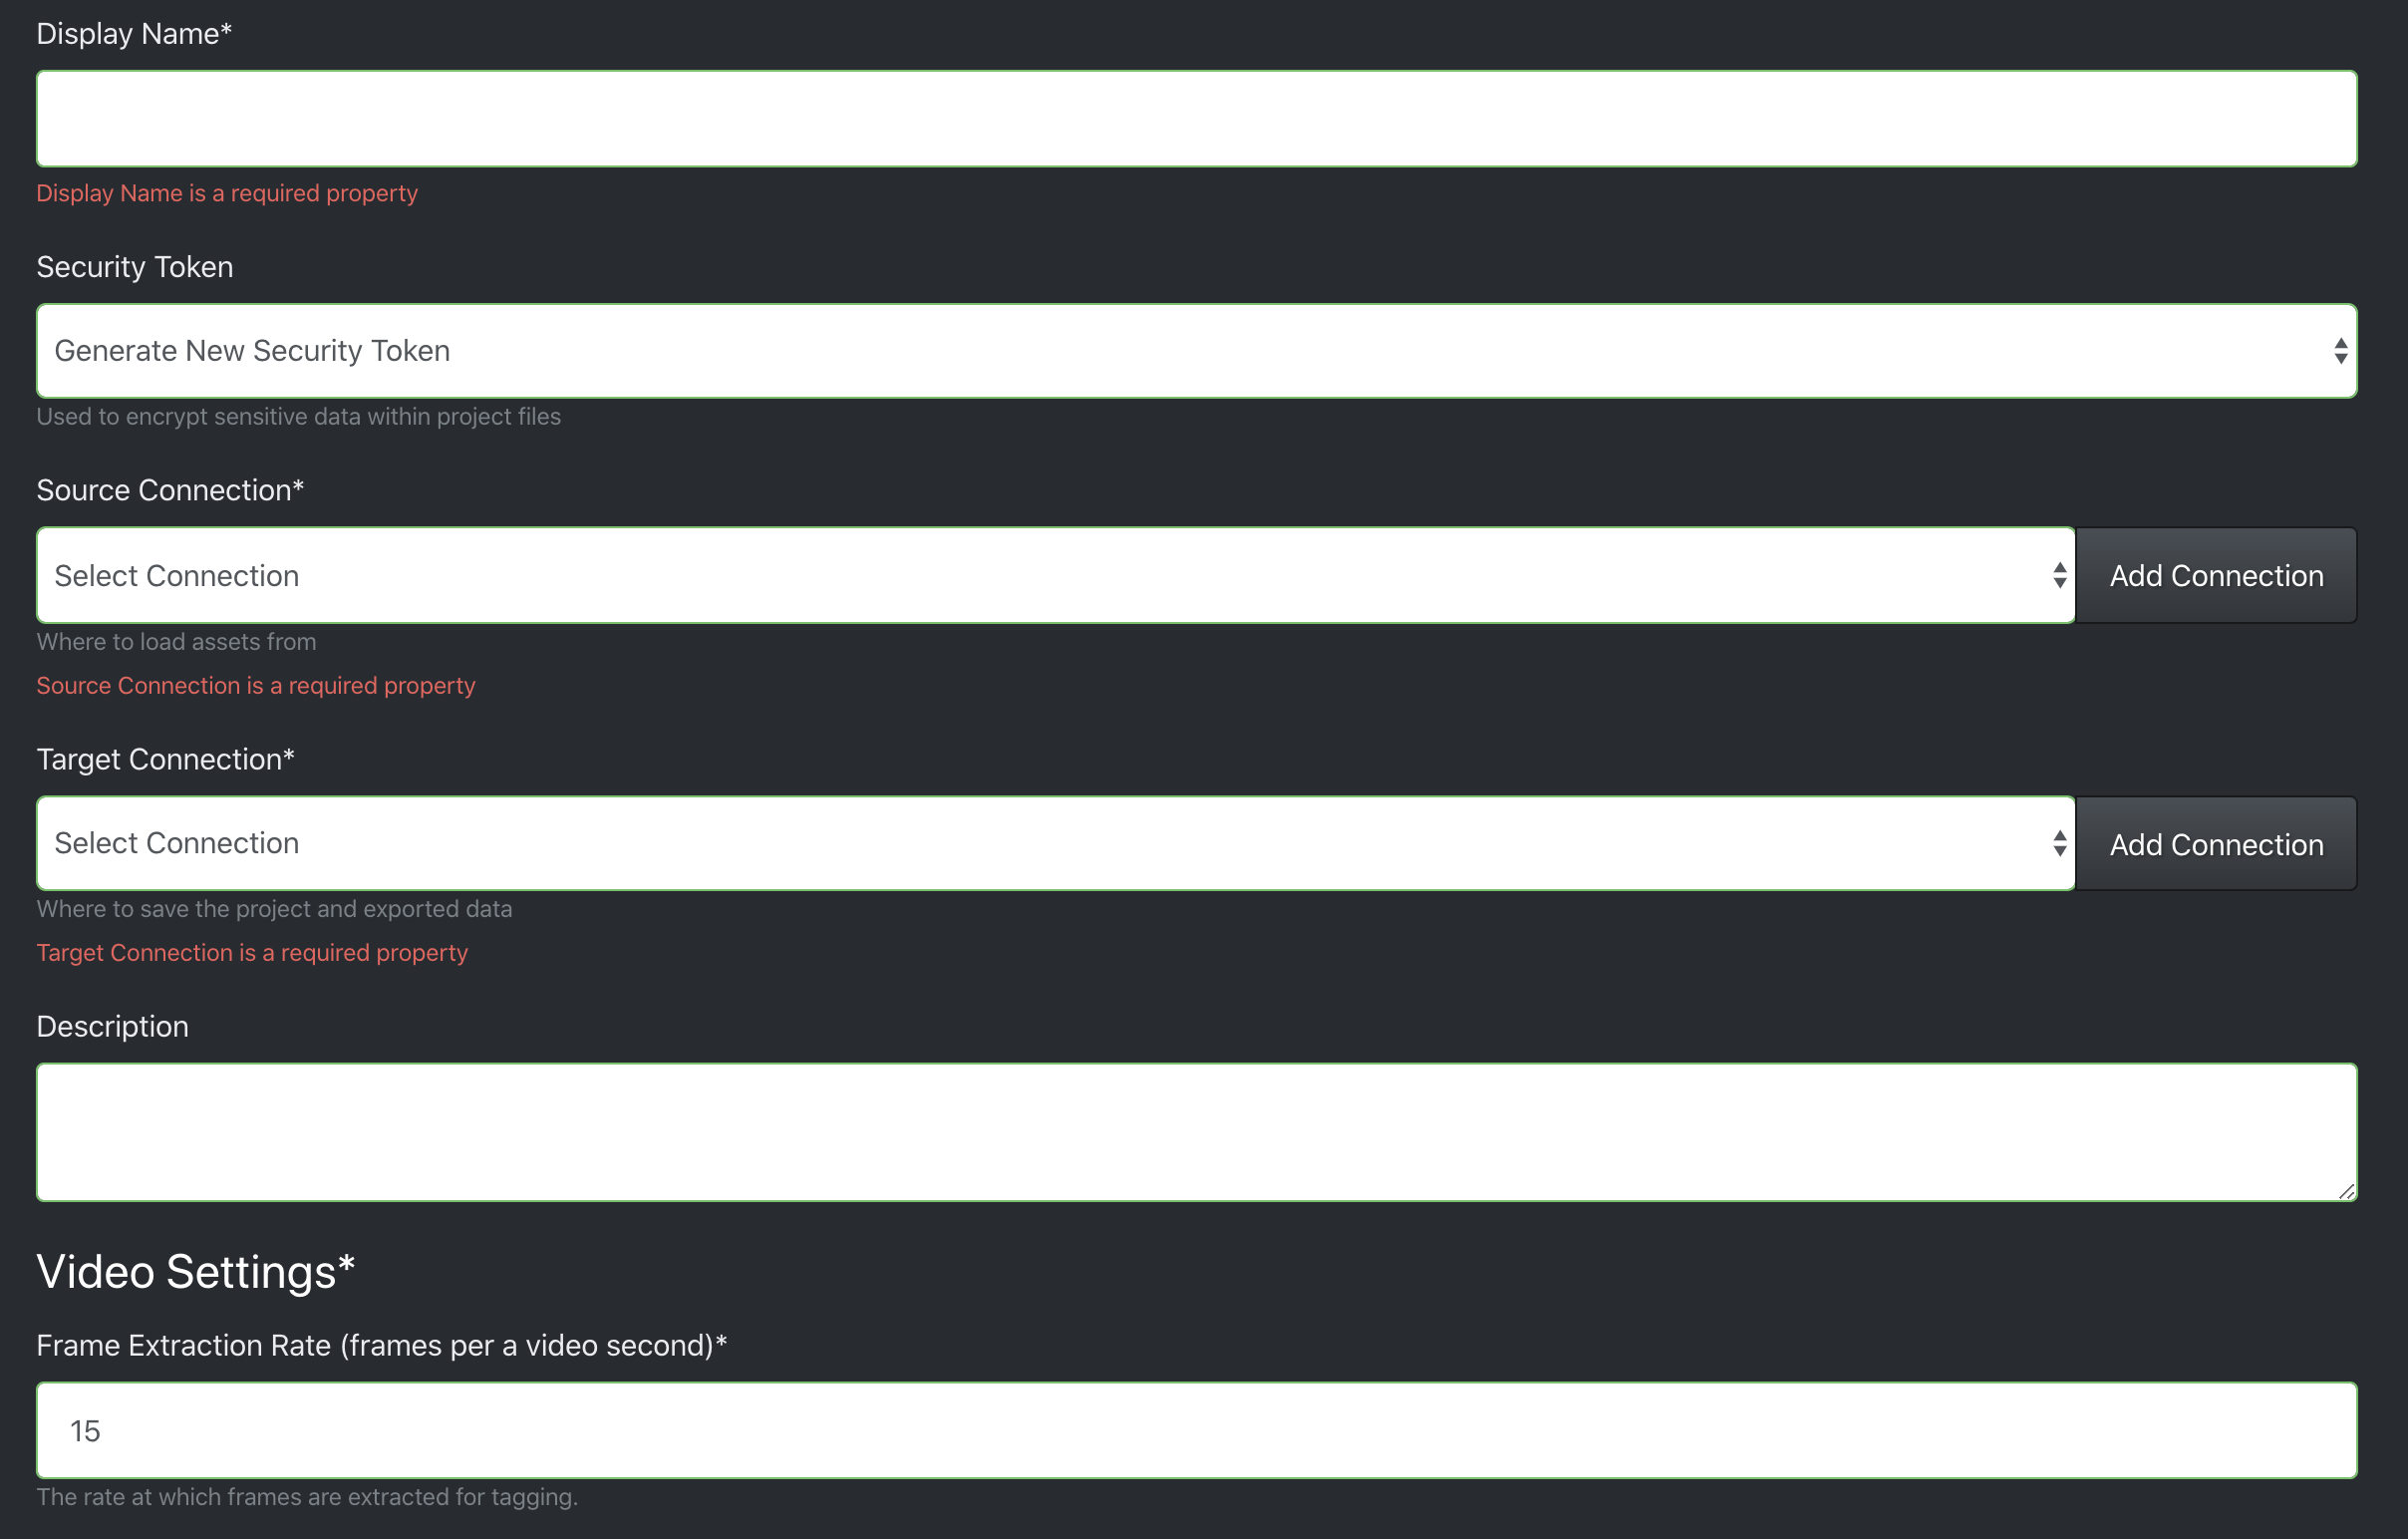 Display Name*
Display Name is a required property
Security Token
Generate New Security Token
Used to encrypt sensitive data within project files
Source Connection*
Select Connection
Add Connection
Where to load assets from
Source Connection is a required property
Target Connection*
Select Connection
Add Connection
Where to save the project and exported data
Target Connection is a required property
Description
Video Settings*
Frame Extraction Rate (frames per a video second)*
15
The rate at which frames are extracted for tagging.